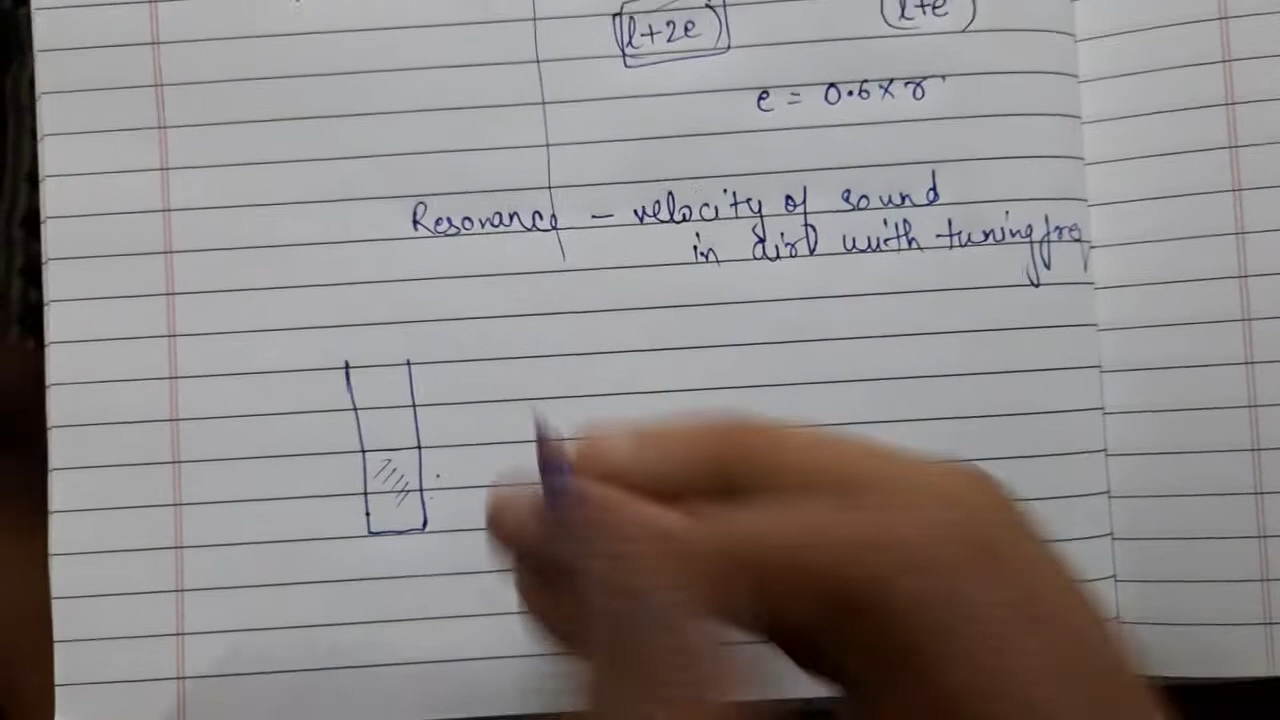 l+2e
l+e
e = 0.6 × r
Resonance – velocity of sound
in with tuning